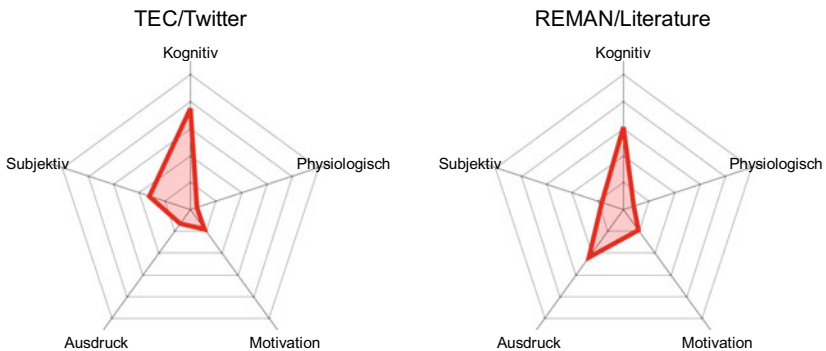 TEC/Twitter
Kognitiv
Subjektiv
Physiologisch
Ausdruck
Motivation
REMAN/Literature
Kognitiv
Subjektiv
Physiologisch
Ausdruck
Motivation